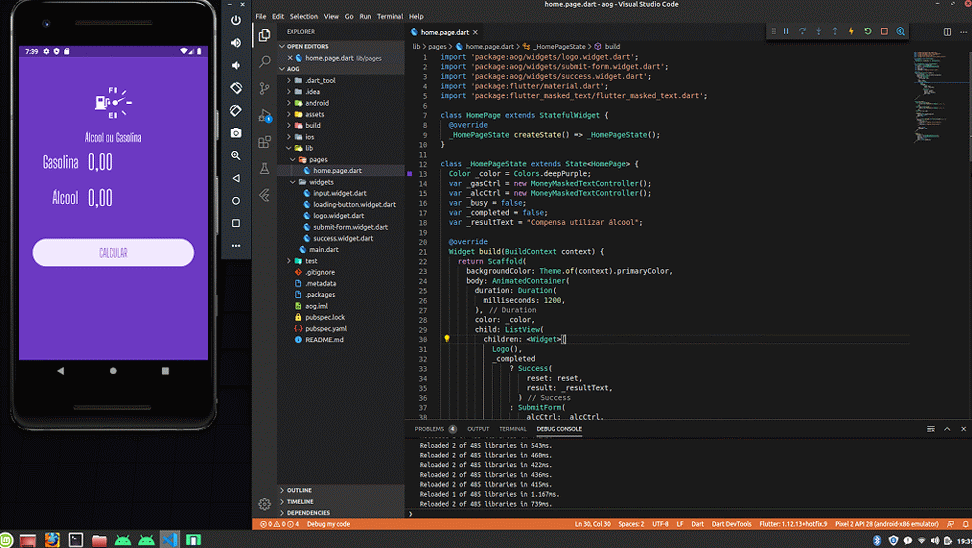 home.page.dart - aog - Visual Studio Code
File Edit Selection View Go Run Terminal Help
7:39
Álcool ou Gasolina
Gasolina 0,00
Álcool 0,00
CALCULAR
EXPLORER
OPEN EDITORS
home.page.dart lib/pages
AOG
.dart_tool
.idea
android
assets
build
ios
lib
pages
home.page.dart
widgets
input.widget.dart
loading-button.widget.dart
logo.widget.dart
submit-form.widget.dart
success.widget.dart
main.dart
test
.gitignore
.metadata
.packages
aog.iml
pubspec.lock
pubspec.yaml
README.md
OUTLINE
TIMELINE
DEPENDENCIES
home.page.dart
lib > pages > home.page.dart > _HomePageState > build
1 import 'package:aog/widgets/logo.widget.dart';
2 import 'package:aog/widgets/submit-form.widget.dart';
3 import 'package:aog/widgets/success.widget.dart';
4 import 'package:flutter/material.dart';
5 import 'package:flutter_masked_text/flutter_masked_text.dart';
6
7 class HomePage extends StatefulWidget {
8 @override
9 _HomePageState createState() => _HomePageState();
10 }
11
12 class _HomePageState extends State<HomePage> {
13 Color _color = Colors.deepPurple;
14 var _gasCtrl = new MoneyMaskedTextController();
15 var _alcCtrl = new MoneyMaskedTextController();
16 var _busy = false;
17 var _completed = false;
18 var _resultText = "Compensa utilizar álcool";
19
20 @override
21 Widget build(BuildContext context) {
22 return Scaffold(
23 backgroundColor: Theme.of(context).primaryColor,
24 body: AnimatedContainer(
25 duration: Duration(
26 milliseconds: 1200,
27 ), // Duration
28 color: _color,
29 child: ListView(
30 children: <Widget>[
31 Logo(),
32 _completed
33 ? Success(
34 reset: reset,
35 result: _resultText,
36 ) // Success
37 : SubmitForm(
38 alcCtrl: _alcCtrl,
PROBLEMS 4 OUTPUT TERMINAL DEBUG CONSOLE
Reloaded 2 of 485 libraries in 543ms.
Reloaded 2 of 485 libraries in 460ms.
Reloaded 2 of 485 libraries in 422ms.
Reloaded 2 of 485 libraries in 436ms.
Reloaded 2 of 485 libraries in 415ms.
Reloaded 2 of 485 libraries in 1.167ms.
Reloaded 2 of 485 libraries in 739ms.
0 0 4 Debug my code
Ln 30, Col 30 Spaces: 2 UTF-8 LF Dart Dart DevTools Flutter: 1.12.13+hotfix.9 Pixel 2 API 28 (android-x86 emulator)